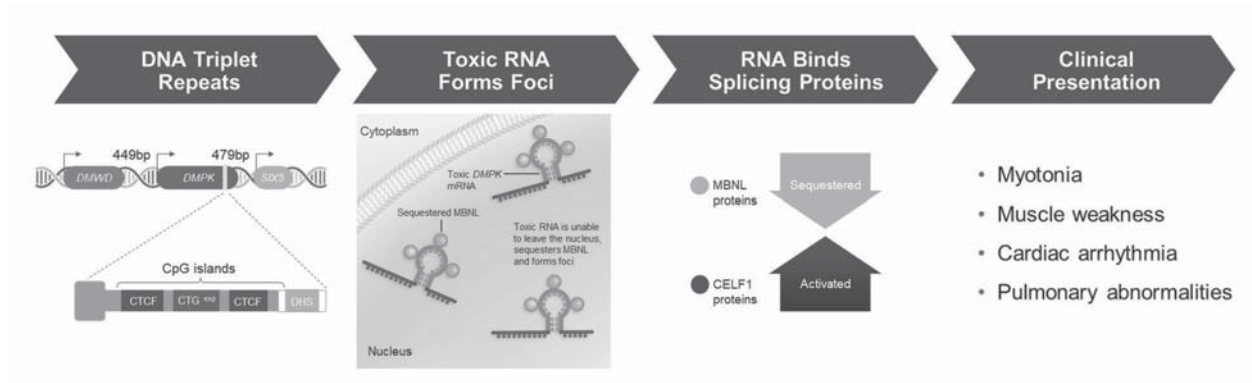 DNA Triplet
Repeats
Toxic RNA
Forms Foci
RNA Binds
Splicing Proteins
Clinical
Presentation
449bp
479bp
DMWD
DMPK
SIX5
CpG islands
CTCF
CTG exp
CTCF
DHS
Cytoplasm
Toxic DMPK
mRNA
Sequestered MBNL
Toxic RNA is unable
to leave the nucleus,
sequesters MBNL
and forms foci
Nucleus
MBNL
proteins
Sequestered
CELF1
proteins
Activated
• Myotonia
• Muscle weakness
• Cardiac arrhythmia
• Pulmonary abnormalities